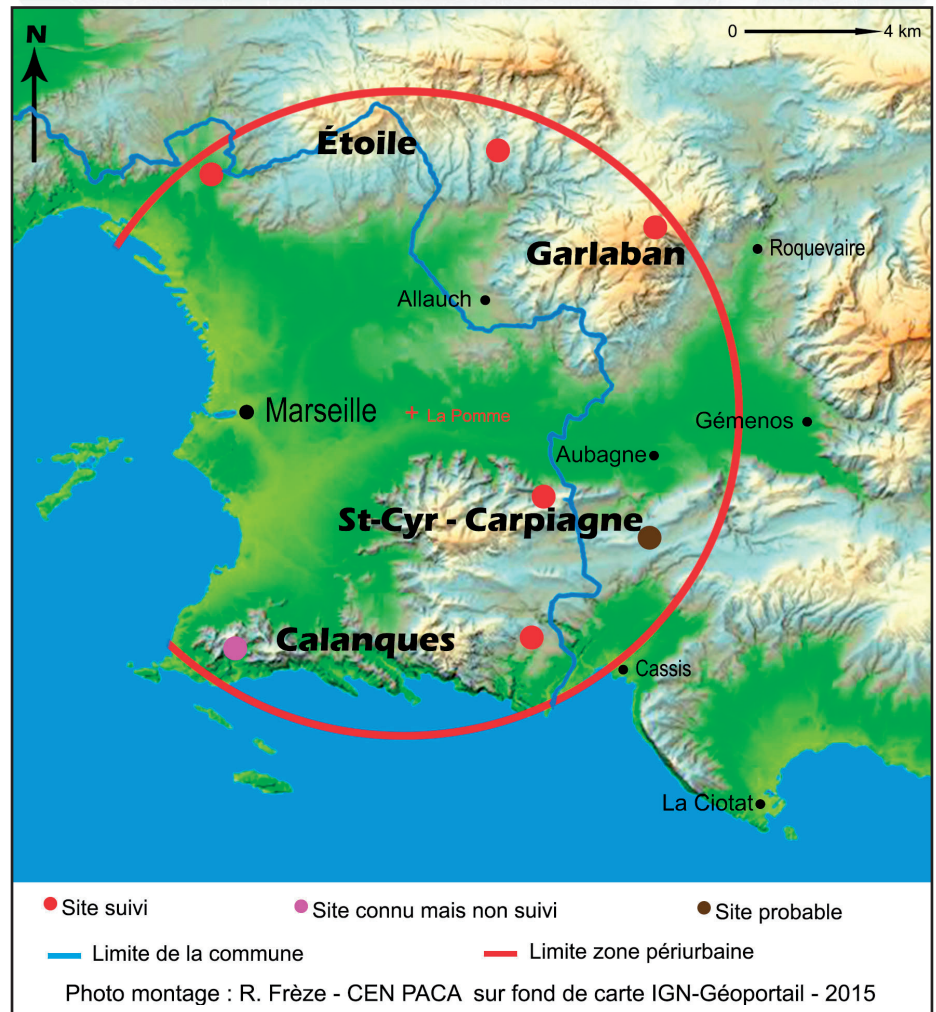 N
0 4 km
Étoile
Garlaban
Roquevaire
Allauch
Marseille
La Pomme
Gémenos
Aubagne
St-Cyr - Carpiagne
Calanques
Cassis
La Ciotat
Site suivi
Site connu mais non suivi
Site probable
Limite de la commune
Limite zone périurbaine
Photo montage : R. Frèze - CEN PACA sur fond de carte IGN-Géoportail - 2015